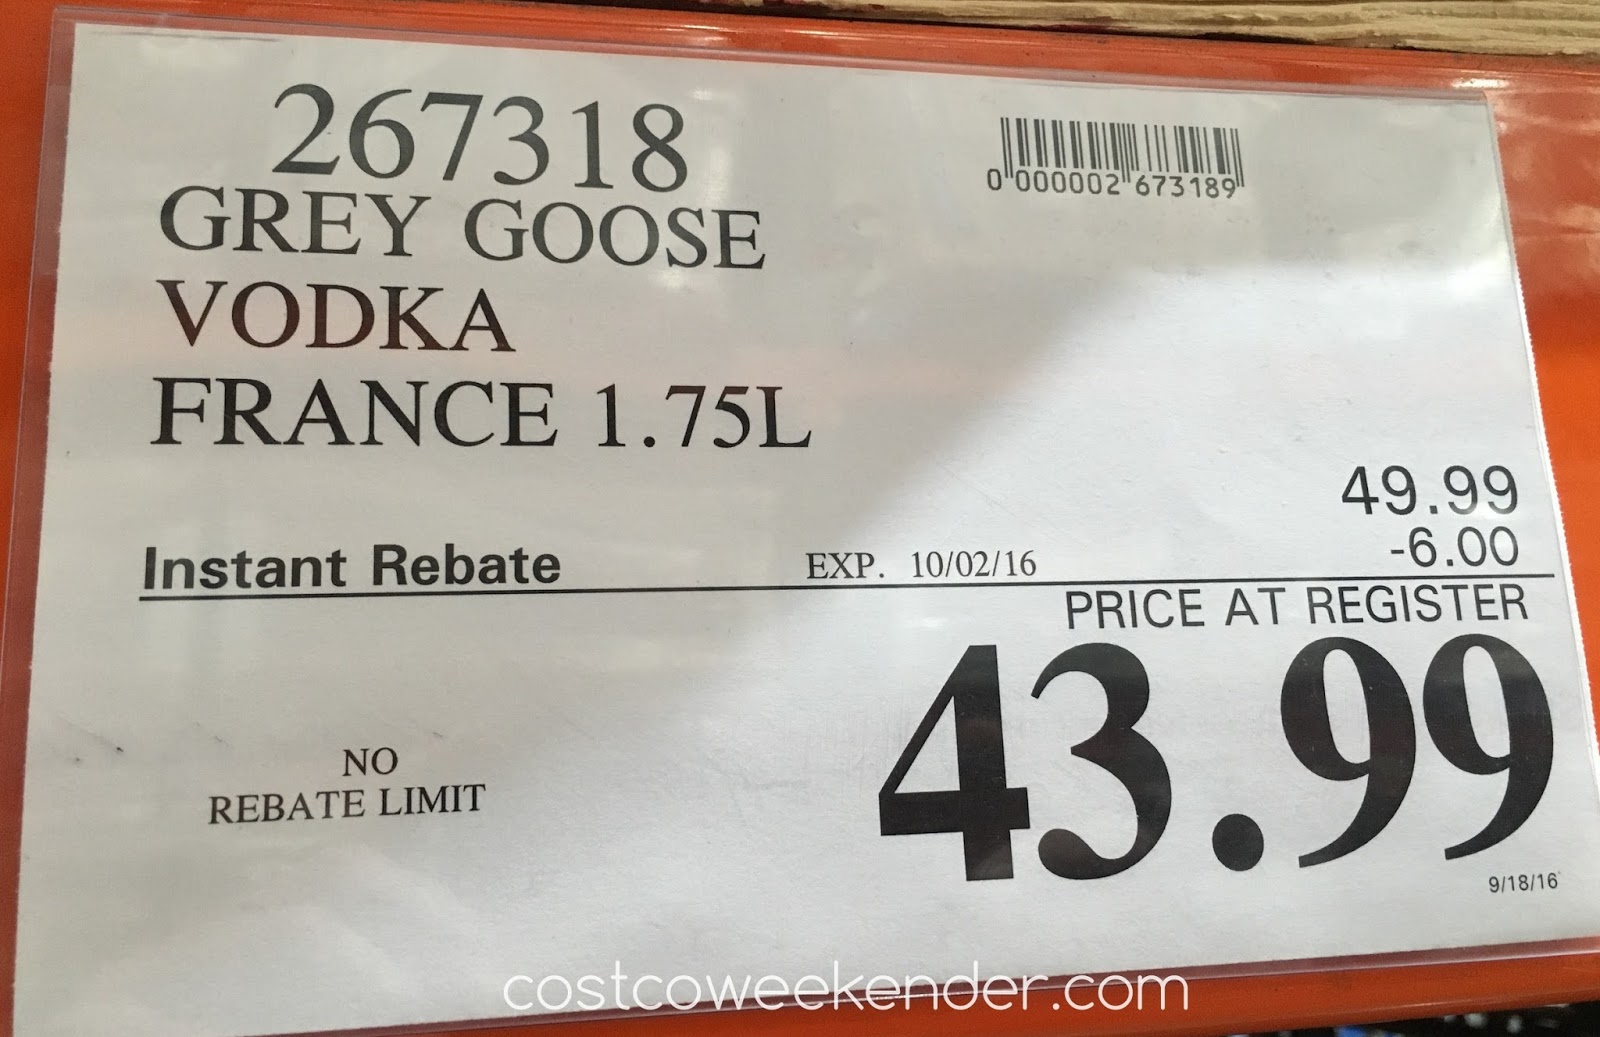 267318
0 000002 673189
GREY GOOSE
VODKA
FRANCE 1.75L
49.99
-6.00
Instant Rebate EXP. 10/02/16
PRICE AT REGISTER
43.99
NO
REBATE LIMIT
9/18/16
costcoweekender.com